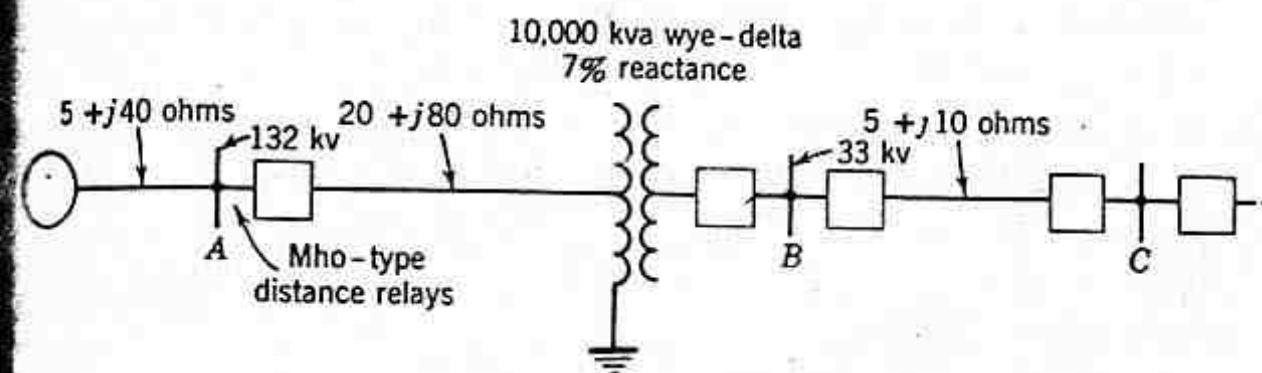 10,000 kva wye-delta
7% reactance
5 + j40 ohms
132 kv
20 + j80 ohms
5 + j10 ohms
33 kv
A
Mho-type
distance relays
B
C